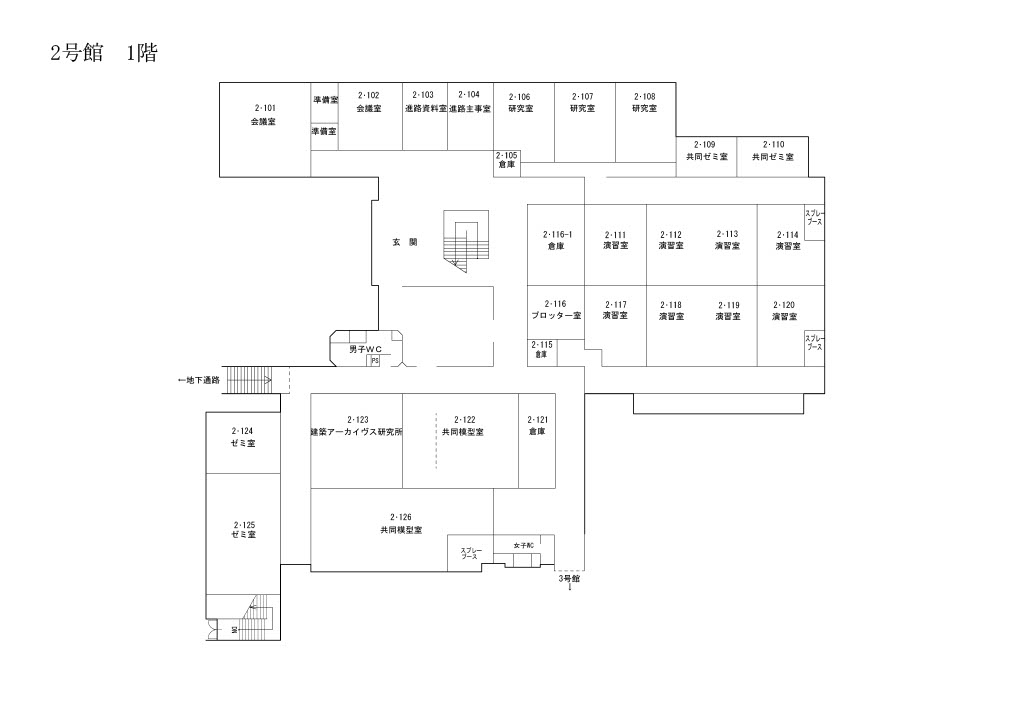 2号館　1階
2-101
会議室
準備室
準備室
2-102
会議室
2-103
進路資料室
2-104
進路主事室
2-106
研究室
2-107
研究室
2-108
研究室
2-105
倉庫
2-109
共同ゼミ室
2-110
共同ゼミ室
スプレー
ブース
玄　関
2-116-1
倉庫
2-111
演習室
2-112
演習室
2-113
演習室
2-114
演習室
2-116
プロッター室
2-117
演習室
2-118
演習室
2-119
演習室
2-120
演習室
スプレー
ブース
2-115
倉庫
男子WC
PS
←地下通路
2-123
建築アーカイヴス研究所
2-122
共同模型室
2-121
倉庫
2-124
ゼミ室
2-125
ゼミ室
2-126
共同模型室
スプレー
ブース
女子WC
3号館
↓